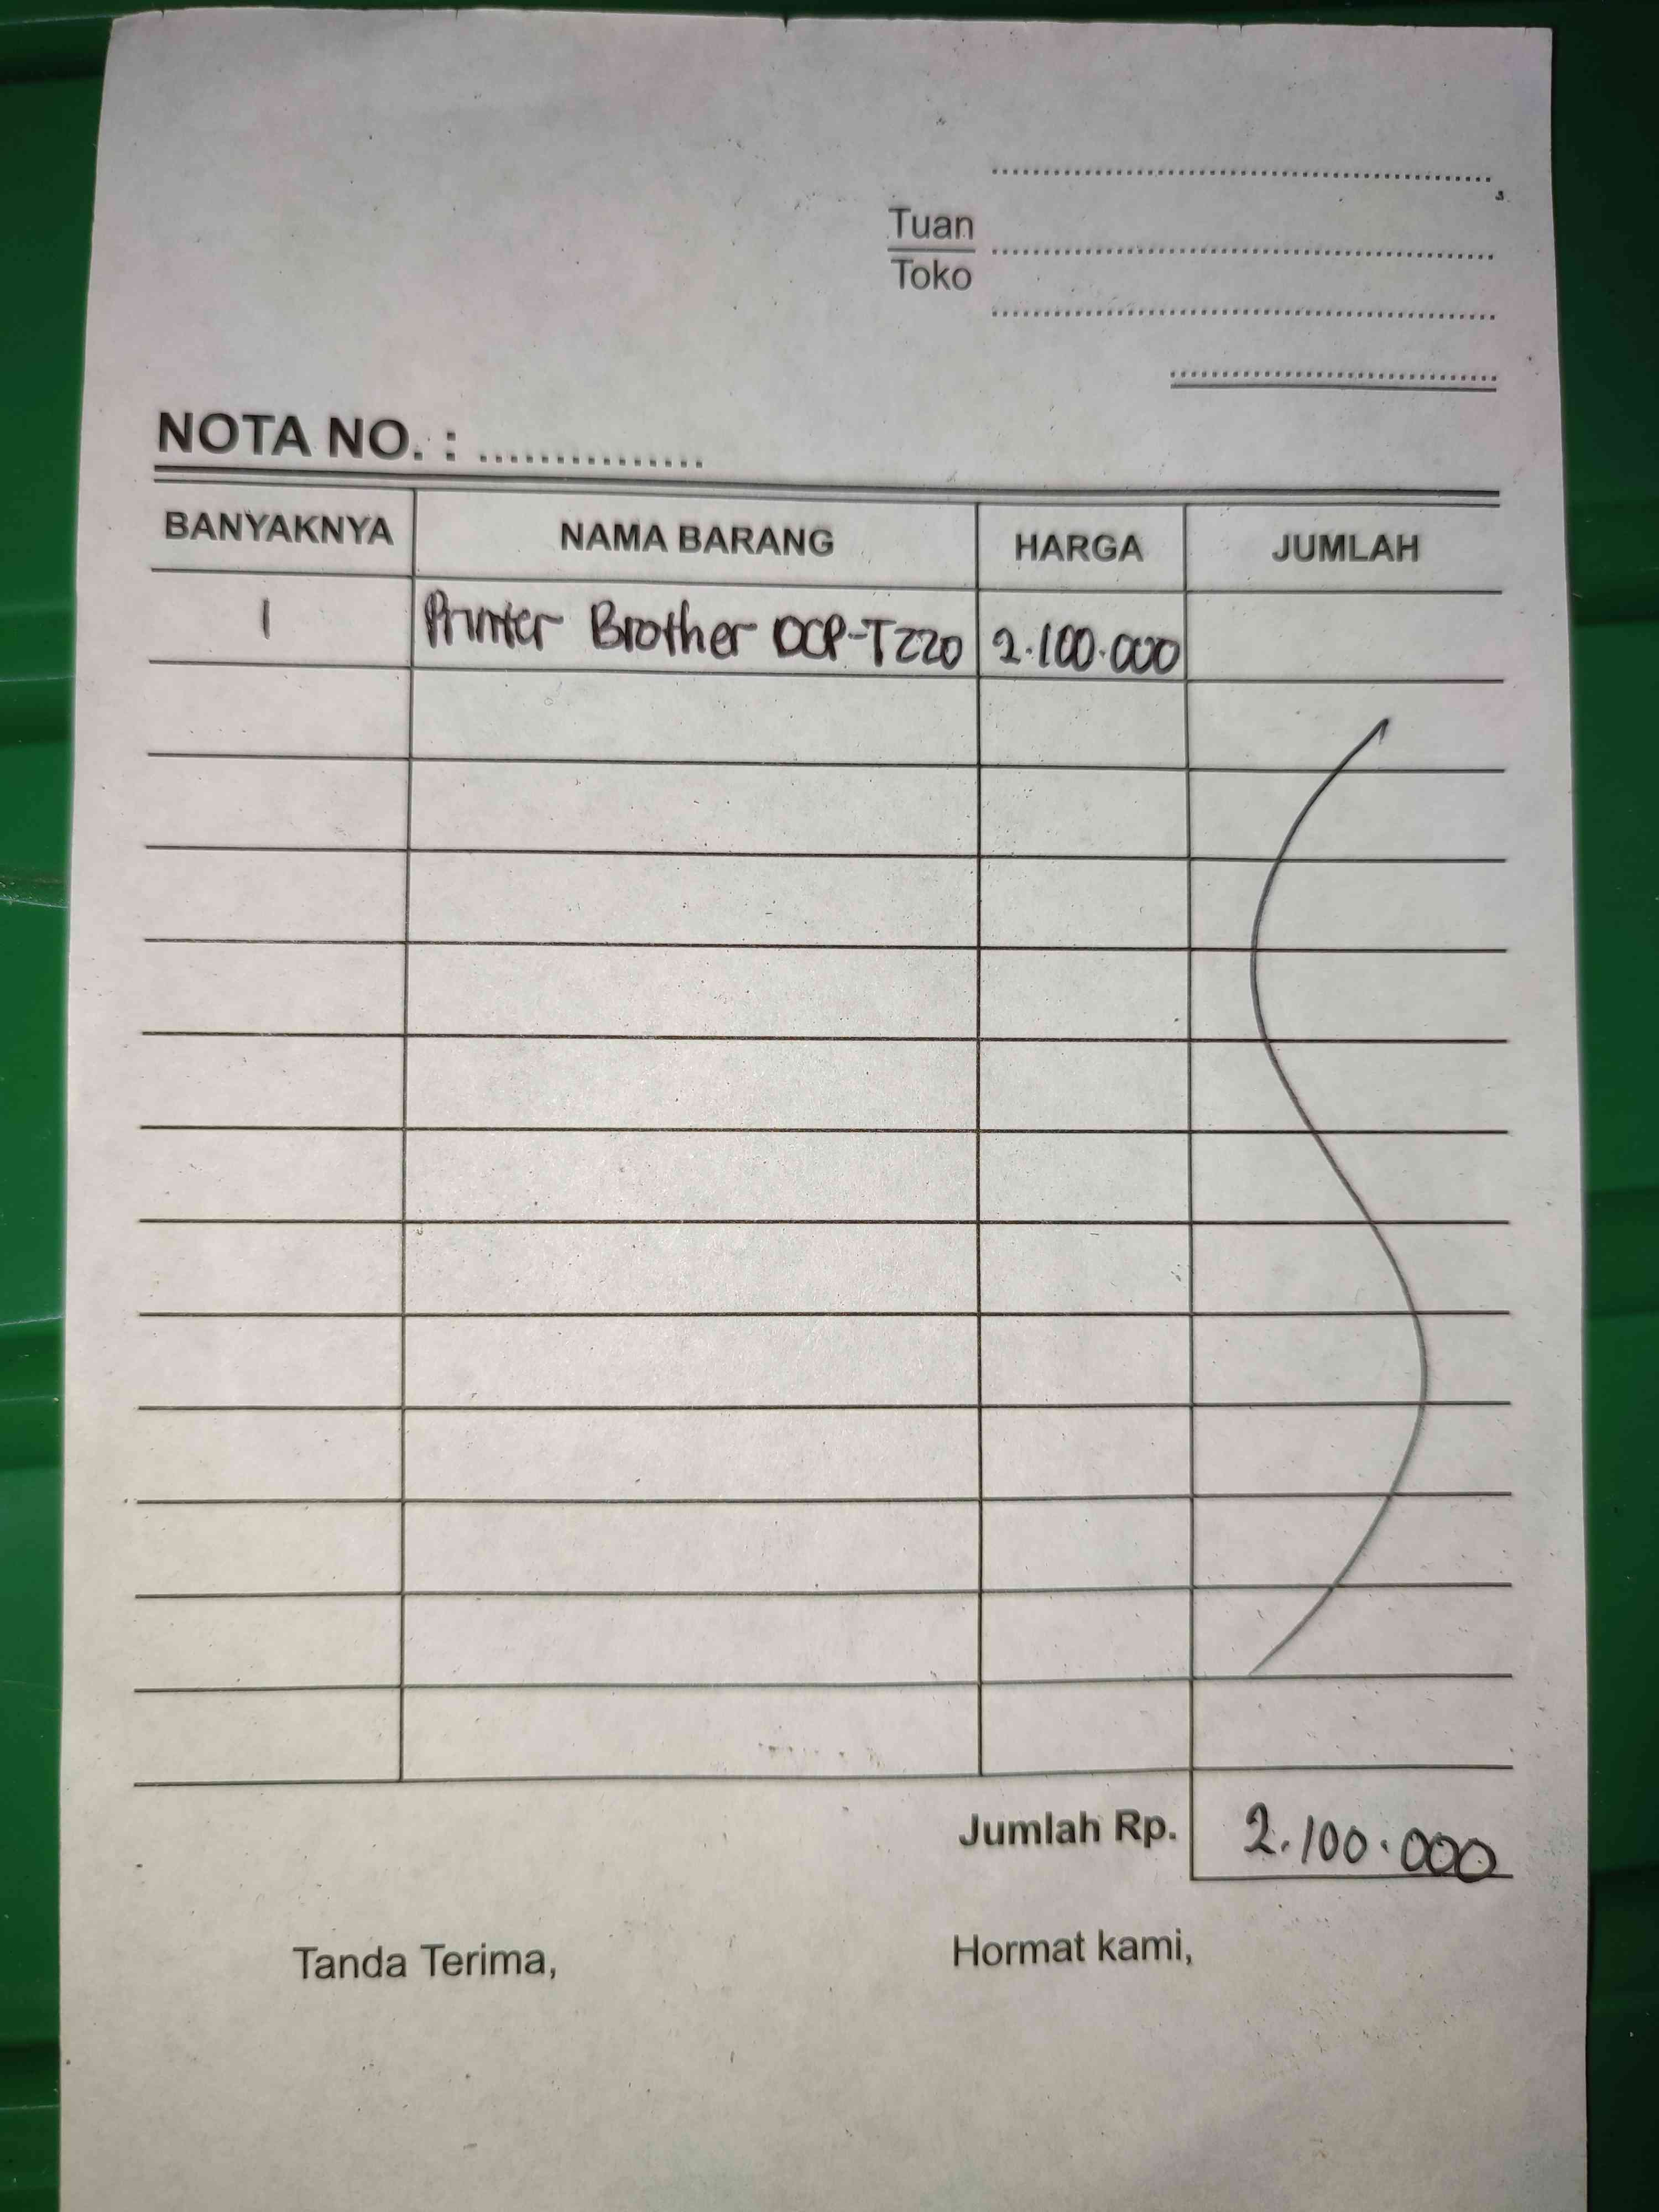 Tuan
Toko
NOTA NO. : ...............
BANYAKNYA NAMA BARANG HARGA JUMLAH
1 Printer Brother DCP-T220 2.100.000
Jumlah Rp. 2.100.000
Tanda Terima, Hormat kami,